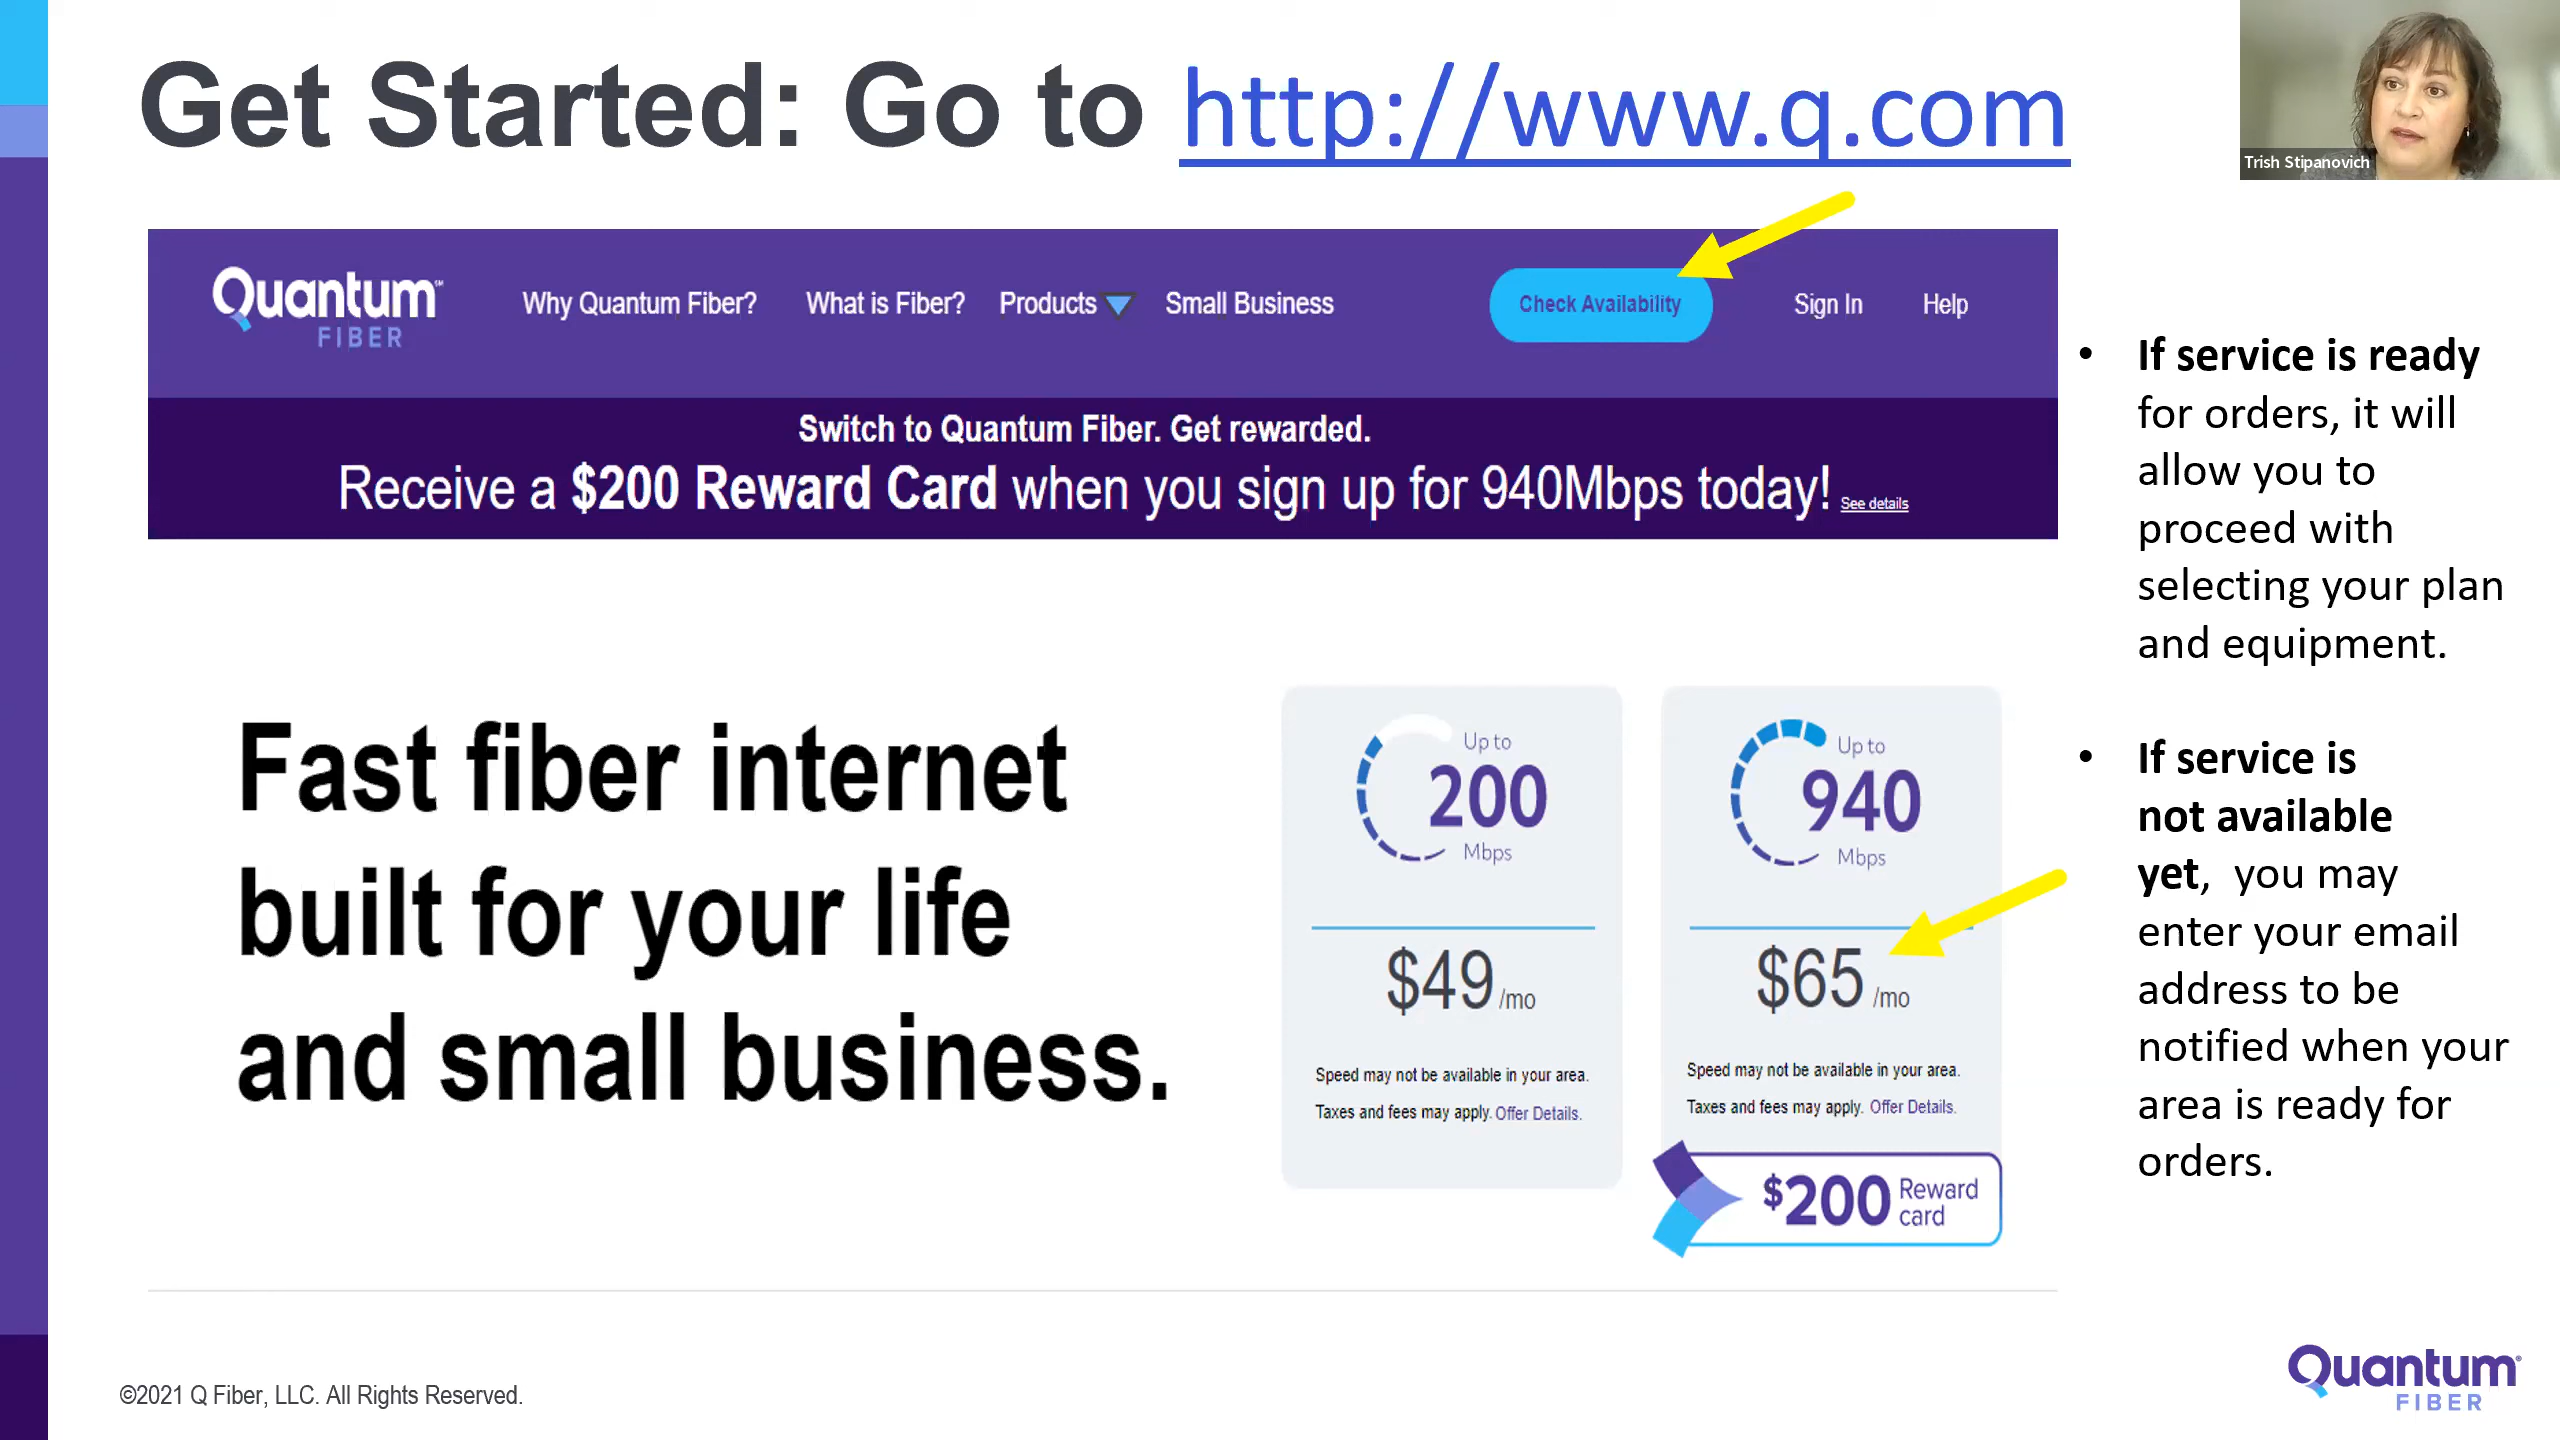 Get Started: Go to http://www.q.com
Trish Stipanovich
Quantum™
FIBER
Why Quantum Fiber?
What is Fiber?
Products
Small Business
Check Availability
Sign In
Help
Switch to Quantum Fiber. Get rewarded.
Receive a $200 Reward Card when you sign up for 940Mbps today! See details
Fast fiber internet
built for your life
and small business.
Up to
200
Mbps
$49 /mo
Speed may not be available in your area.
Taxes and fees may apply. Offer Details.
Up to
940
Mbps
$65 /mo
Speed may not be available in your area.
Taxes and fees may apply. Offer Details.
$200 Reward
card
• If service is ready
for orders, it will
allow you to
proceed with
selecting your plan
and equipment.
• If service is
not available
yet, you may
enter your email
address to be
notified when your
area is ready for
orders.
©2021 Q Fiber, LLC. All Rights Reserved.
Quantum®
FIBER